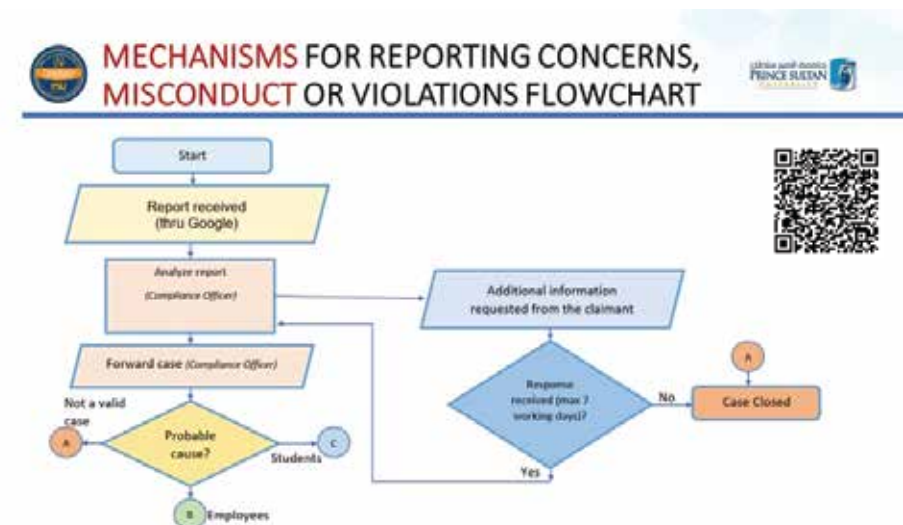 MECHANISMS FOR REPORTING CONCERNS,
MISCONDUCT OR VIOLATIONS FLOWCHART
PRINCE SULTAN
UNIVERSITY
Start
Report received
(thru Google)
Analyze report
(Compliance Officer)
Additional information
requested from the claimant
Forward case (Compliance Officer)
Response
received (max 7
working days)?
No
A
Case Closed
Yes
Not a valid
case
A
Probable
cause?
Students
C
B
Employees